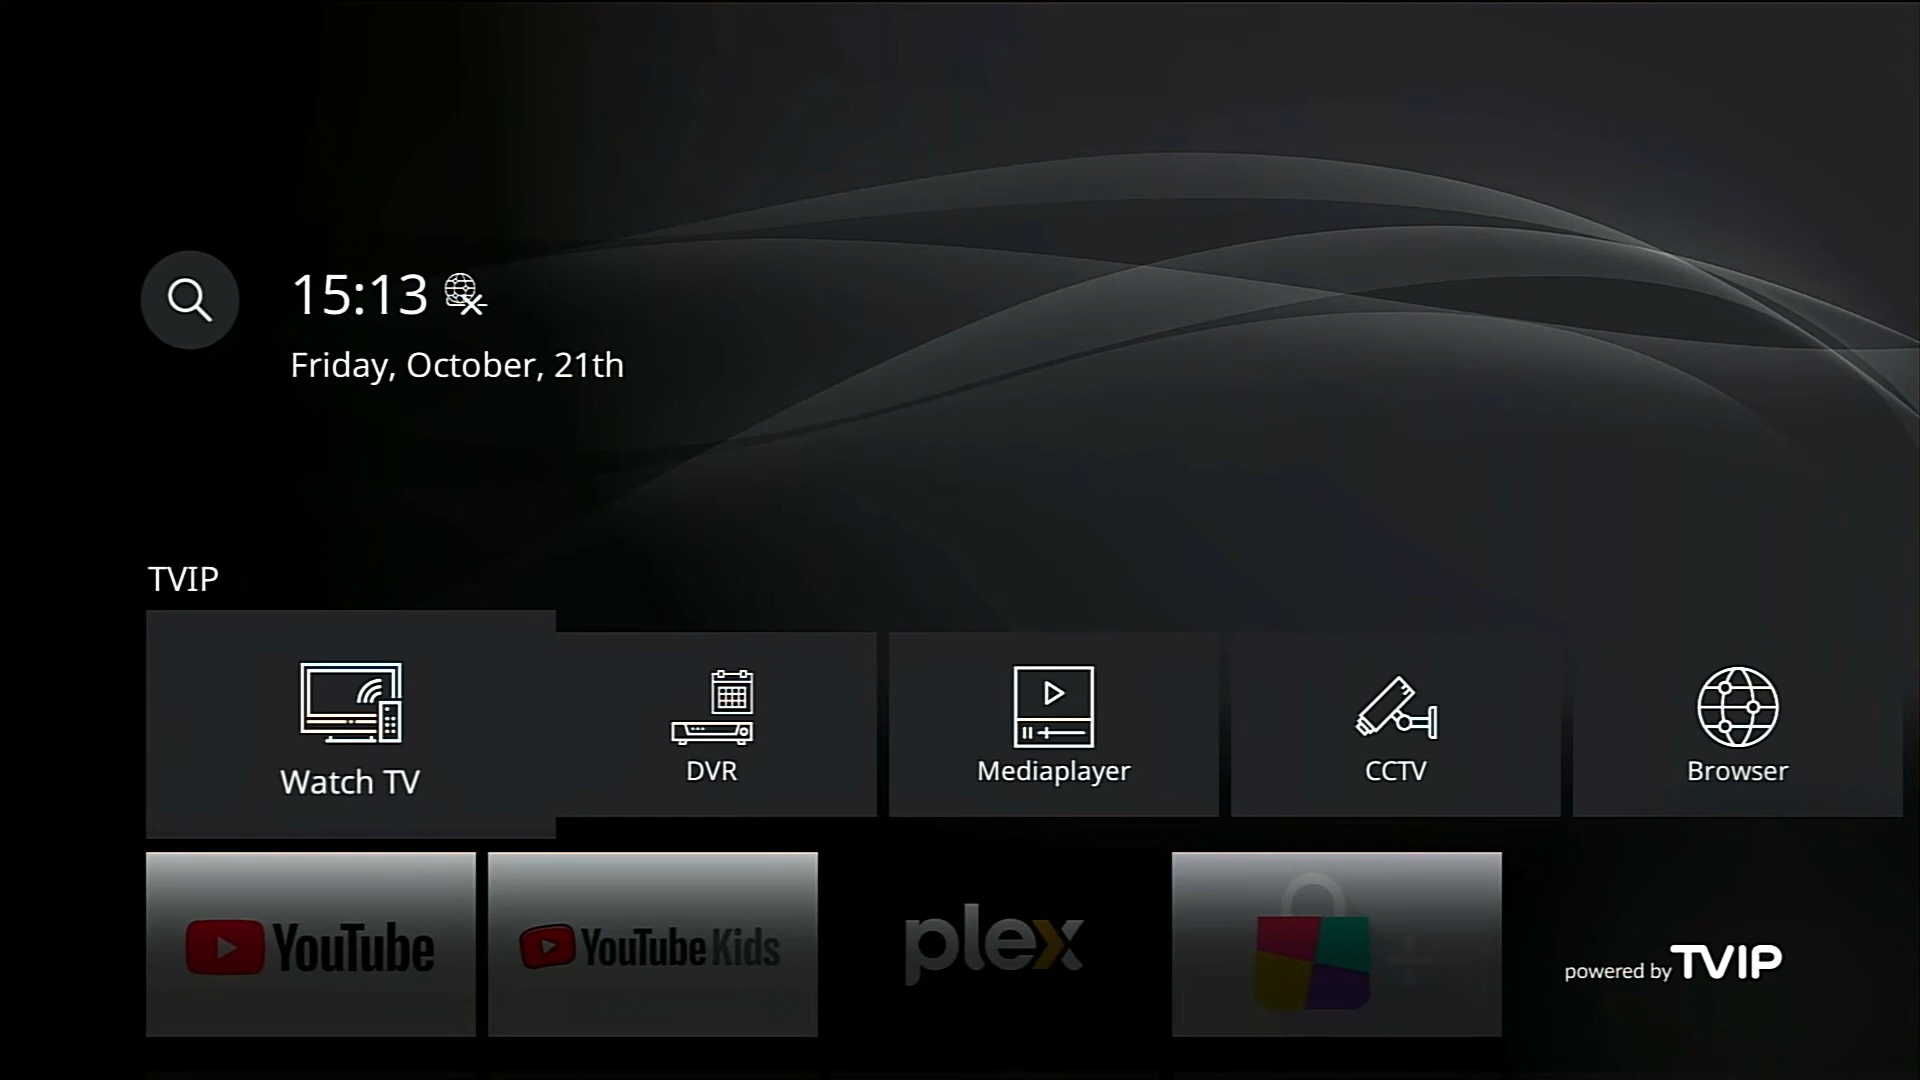 15:13
Friday, October, 21th
TVIP
Watch TV
DVR
Mediaplayer
CCTV
Browser
YouTube
YouTube Kids
plex
powered by TVIP